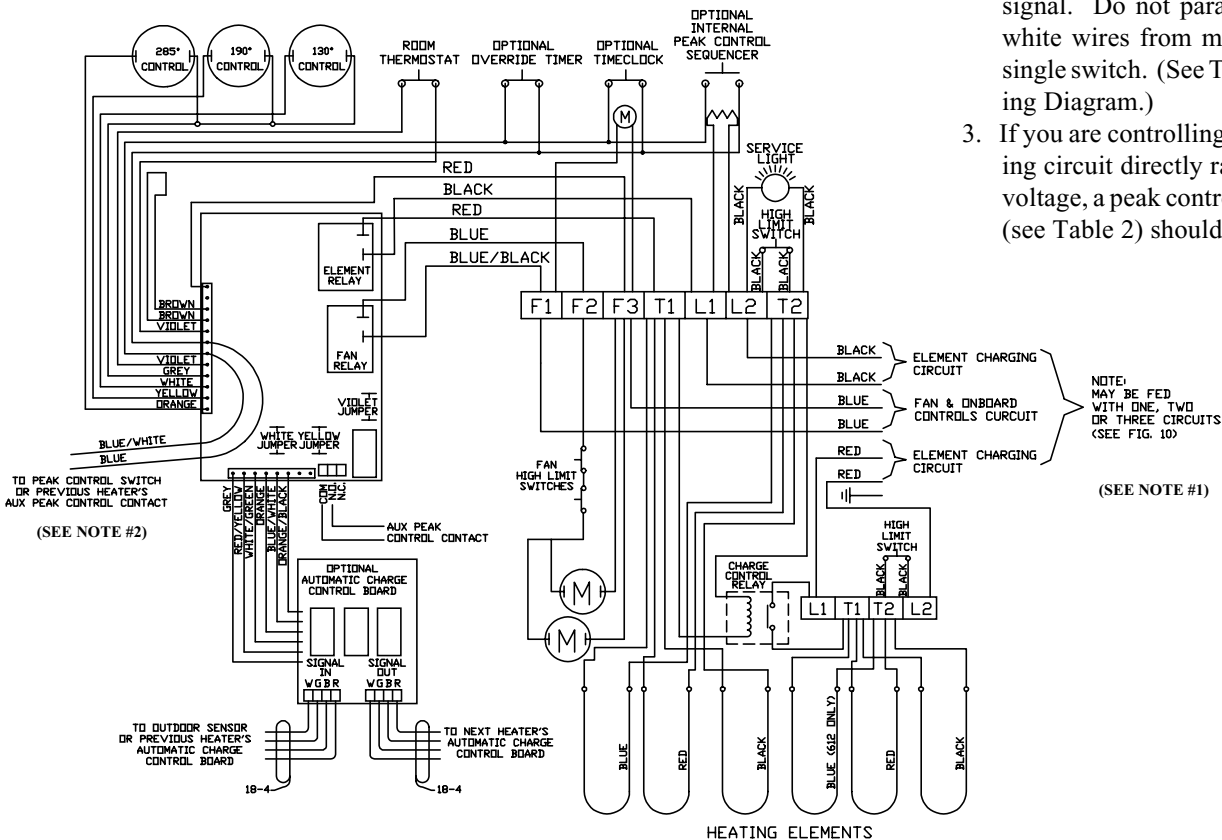 signal. Do not para
white wires from m
single switch. (See T
ing Diagram.)
3. If you are controlling
ing circuit directly ra
voltage, a peak contro
(see Table 2) should
285°
CONTROL
190°
CONTROL
130°
CONTROL
ROOM
THERMOSTAT
OPTIONAL
OVERRIDE TIMER
OPTIONAL
TIMECLOCK
OPTIONAL
INTERNAL
PEAK CONTROL
SEQUENCER
M
SERVICE
LIGHT
BLACK
BLACK
HIGH
LIMIT
SWITCH
BLACK
BLACK
RED
BLACK
RED
BLUE
BLUE/BLACK
ELEMENT
RELAY
FAN
RELAY
F1 F2 F3 T1 L1 L2 T2
BROWN
BROWN
VIOLET
VIOLET
GREY
WHITE
YELLOW
ORANGE
VIOLET
JUMPER
WHITE
JUMPER
YELLOW
JUMPER
BLUE/WHITE
BLUE
TO PEAK CONTROL SWITCH
OR PREVIOUS HEATER'S
AUX PEAK CONTROL CONTACT
(SEE NOTE #2)
GREY
RED/YELLOW
WHITE/GREEN
ORANGE
BLUE/WHITE
ORANGE/BLACK
COM
N.O.
N.C.
AUX PEAK
CONTROL CONTACT
BLACK
BLACK
ELEMENT CHARGING
CIRCUIT
BLUE
BLUE
FAN & ONBOARD
CONTROLS CURCUIT
RED
RED
ELEMENT CHARGING
CIRCUIT
NOTE:
MAY BE FED
WITH ONE, TWO
OR THREE CIRCUITS
(SEE FIG. 10)
(SEE NOTE #1)
FAN
HIGH LIMIT
SWITCHES
M
M
OPTIONAL
AUTOMATIC CHARGE
CONTROL BOARD
SIGNAL
IN
WGBR
SIGNAL
OUT
WGBR
TO OUTDOOR SENSOR
OR PREVIOUS HEATER'S
AUTOMATIC CHARGE
CONTROL BOARD
TO NEXT HEATER'S
AUTOMATIC CHARGE
CONTROL BOARD
18-4
18-4
CHARGE
CONTROL
RELAY
HIGH
LIMIT
SWITCH
BLACK
BLACK
L1 T1 T2 L2
BLUE
RED
BLACK
BLUE (612 ONLY)
RED
BLACK
HEATING ELEMENTS